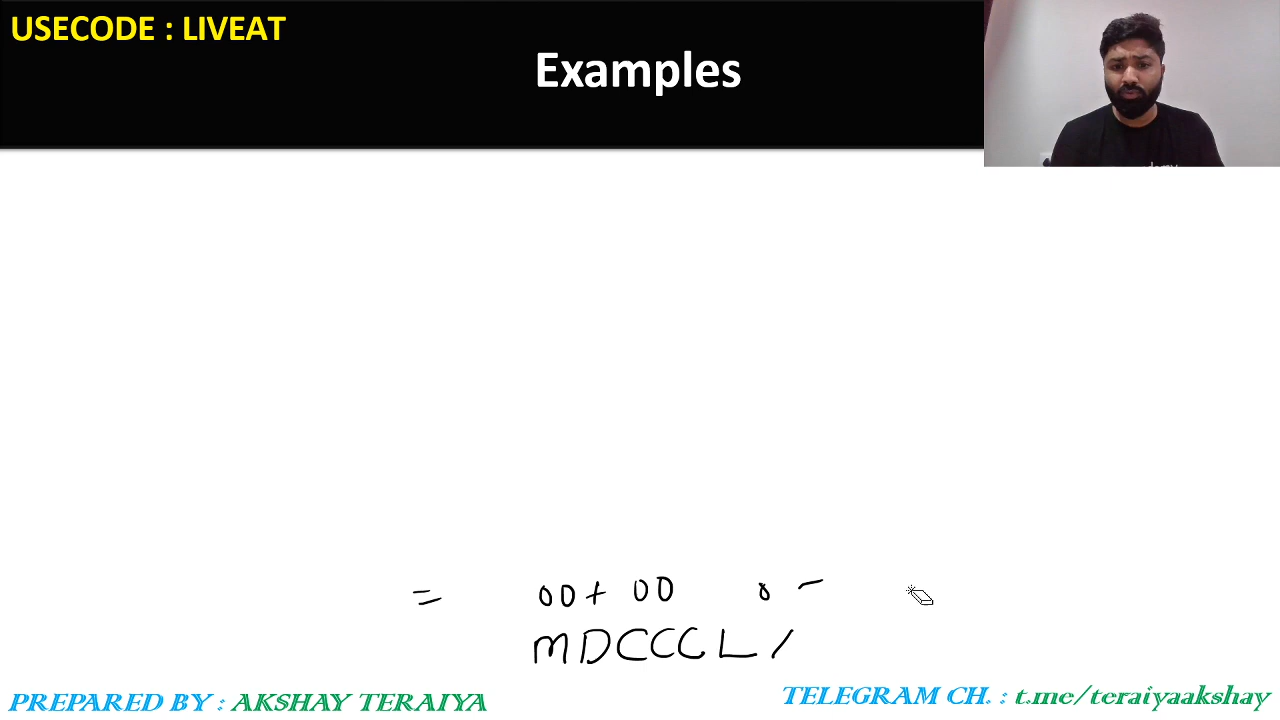 USECODE : LIVEAT
Examples
= 00+ 00 0 -
MDCCCL /
PREPARED BY : AKSHAY TERAIYA
TELEGRAM CH. : t.me/teraiyaakshay